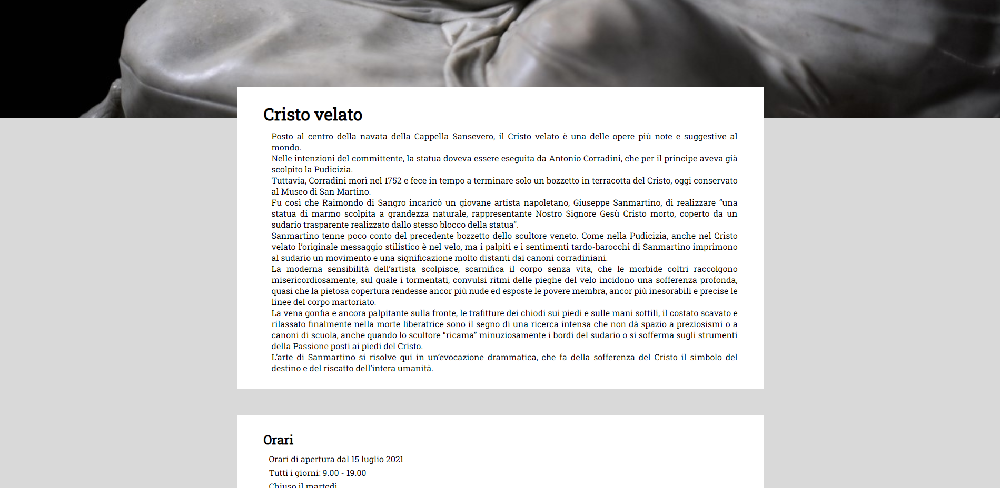 Cristo velato
Posto al centro della navata della Cappella Sansevero, il Cristo velato è una delle opere più note e suggestive al
mondo.
Nelle intenzioni del committente, la statua doveva essere eseguita da Antonio Corradini, che per il principe aveva già
scolpito la Pudicizia.
Tuttavia, Corradini morì nel 1752 e fece in tempo a terminare solo un bozzetto in terracotta del Cristo, oggi conservato
al Museo di San Martino.
Fu così che Raimondo di Sangro incaricò un giovane artista napoletano, Giuseppe Sanmartino, di realizzare “una
statua di marmo scolpita a grandezza naturale, rappresentante Nostro Signore Gesù Cristo morto, coperto da un
sudario trasparente realizzato dallo stesso blocco della statua”.
Sanmartino tenne poco conto del precedente bozzetto dello scultore veneto. Come nella Pudicizia, anche nel Cristo
velato l’originale messaggio stilistico è nel velo, ma i palpiti e i sentimenti tardo-barocchi di Sanmartino imprimono
al sudario un movimento e una significazione molto distanti dai canoni corradiniani.
La moderna sensibilità dell’artista scolpisce, scarnifica il corpo senza vita, che le morbide coltri raccolgono
misericordiosamente, sul quale i tormentati, convulsi ritmi delle pieghe del velo incidono una sofferenza profonda,
quasi che la pietosa copertura rendesse ancor più nude ed esposte le povere membra, ancor più inesorabili e precise le
linee del corpo martoriato.
La vena gonfia e ancora palpitante sulla fronte, le trafitture dei chiodi sui piedi e sulle mani sottili, il costato scavato e
rilassato finalmente nella morte liberatrice sono il segno di una ricerca intensa che non dà spazio a preziosismi o a
canoni di scuola, anche quando lo scultore “ricama” minuziosamente i bordi del sudario o si sofferma sugli strumenti
della Passione posti ai piedi del Cristo.
L’arte di Sanmartino si risolve qui in un’evocazione drammatica, che fa della sofferenza del Cristo il simbolo del
destino e del riscatto dell’intera umanità.
Orari
Orari di apertura dal 15 luglio 2021
Tutti i giorni: 9.00 - 19.00
Chiuso il martedì